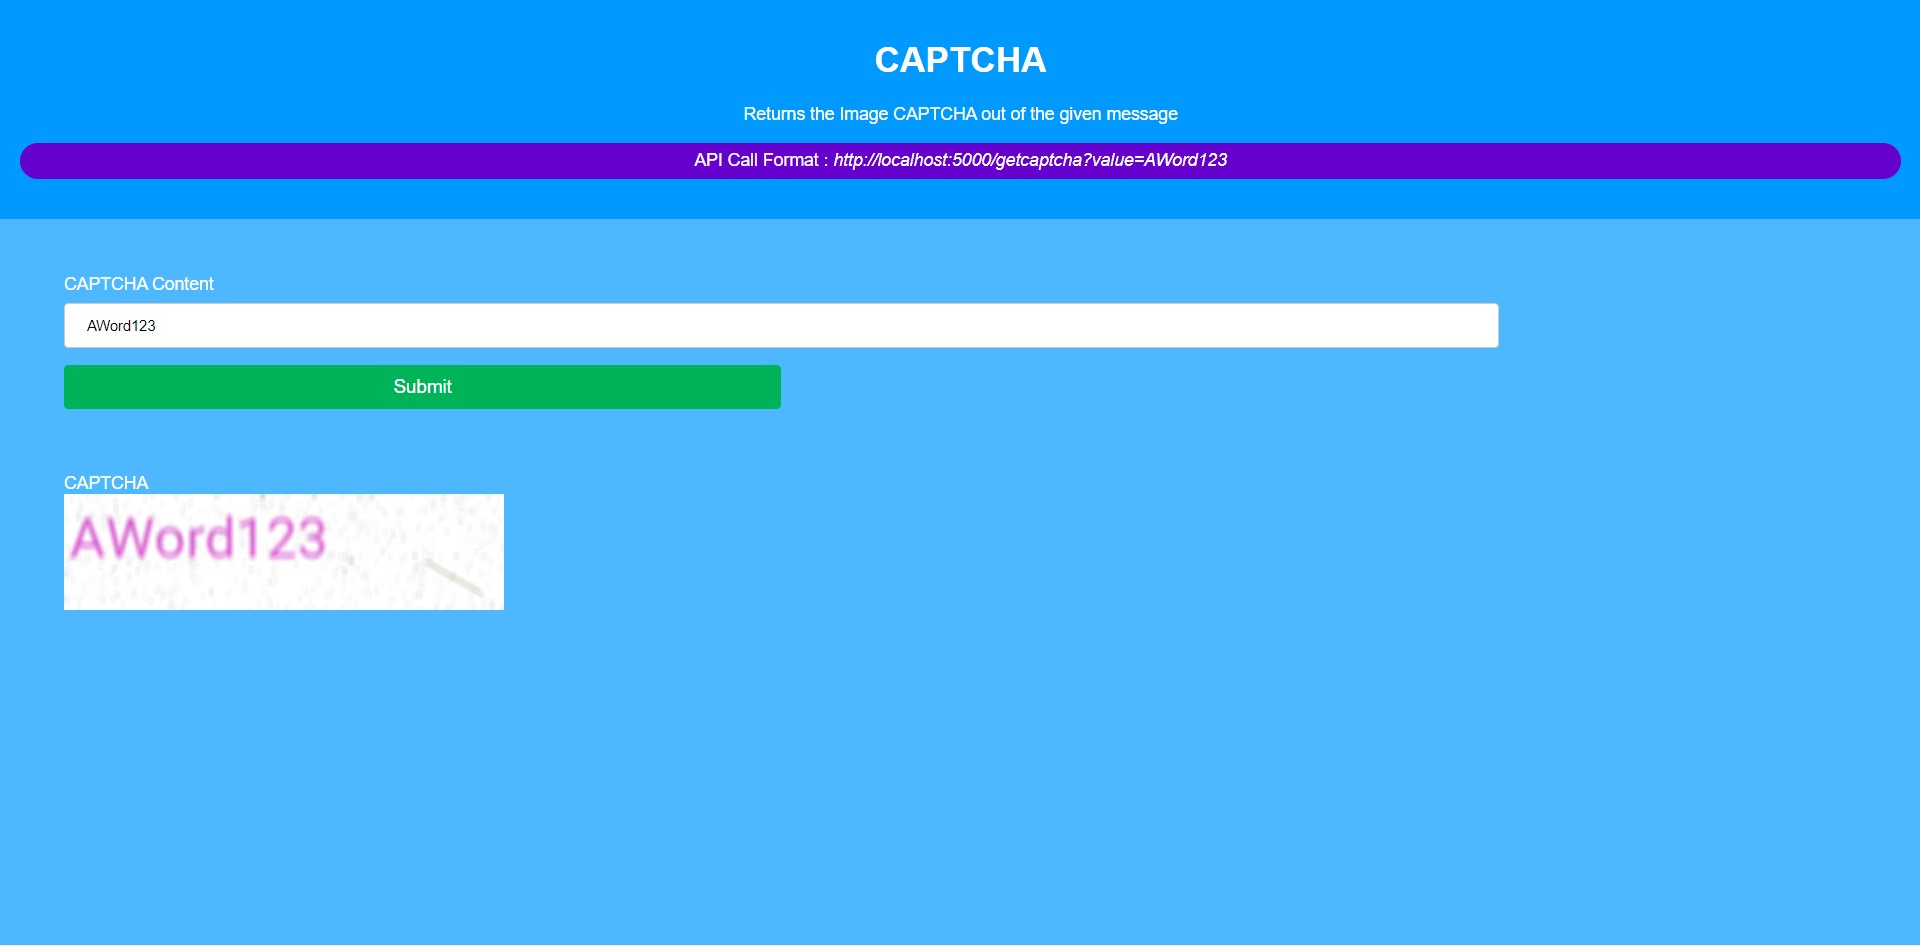 CAPTCHA
Returns the Image CAPTCHA out of the given message
API Call Format : http://localhost:5000/getcaptcha?value=AWord123
CAPTCHA Content
AWord123
Submit
CAPTCHA
AWord123